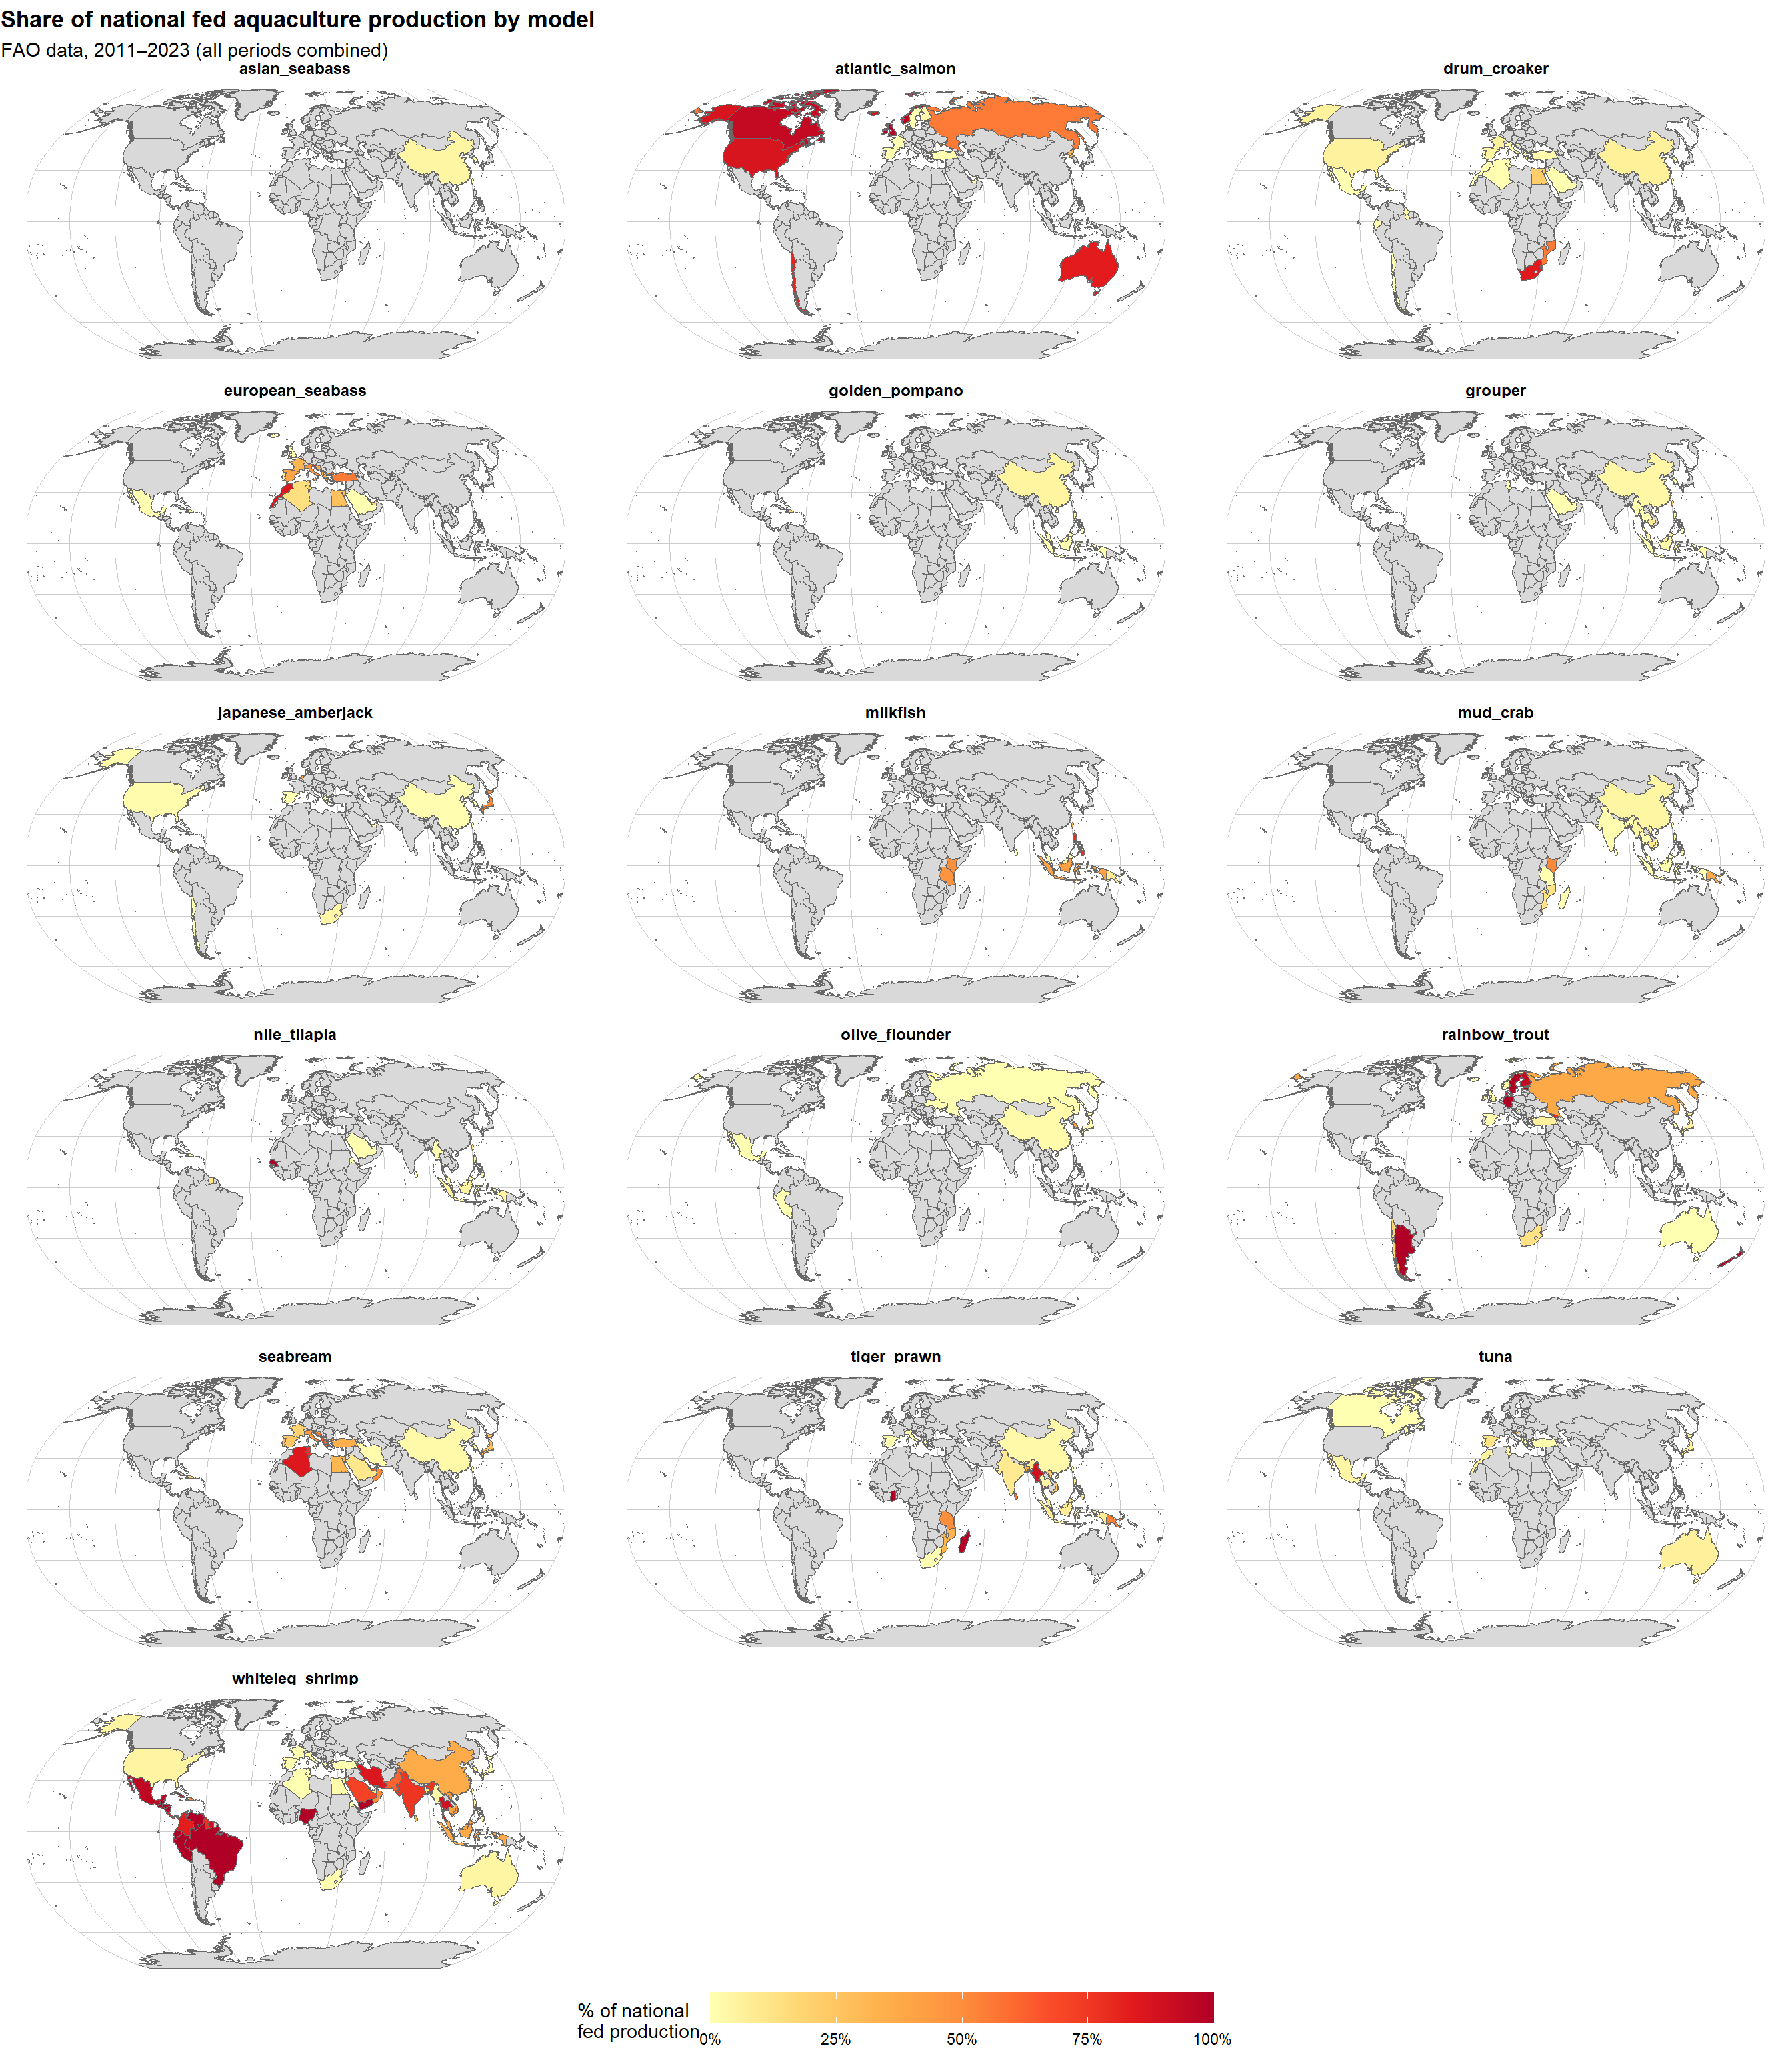 Share of national fed aquaculture production by model
FAO data, 2011–2023 (all periods combined)
asian_seabass
atlantic_salmon
drum_croaker
european_seabass
golden_pompano
grouper
japanese_amberjack
milkfish
mud_crab
nile_tilapia
olive_flounder
rainbow_trout
seabream
tiger_prawn
tuna
whiteleg_shrimp
% of national
fed production
0%
25%
50%
75%
100%